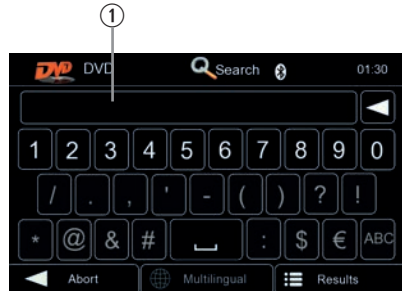 ①
DVD DVD Search 01:30
1 2 3 4 5 6 7 8 9 0
/ . , ' - ( ) ? !
* @ & # : $ € ABC
Abort Multilingual Results